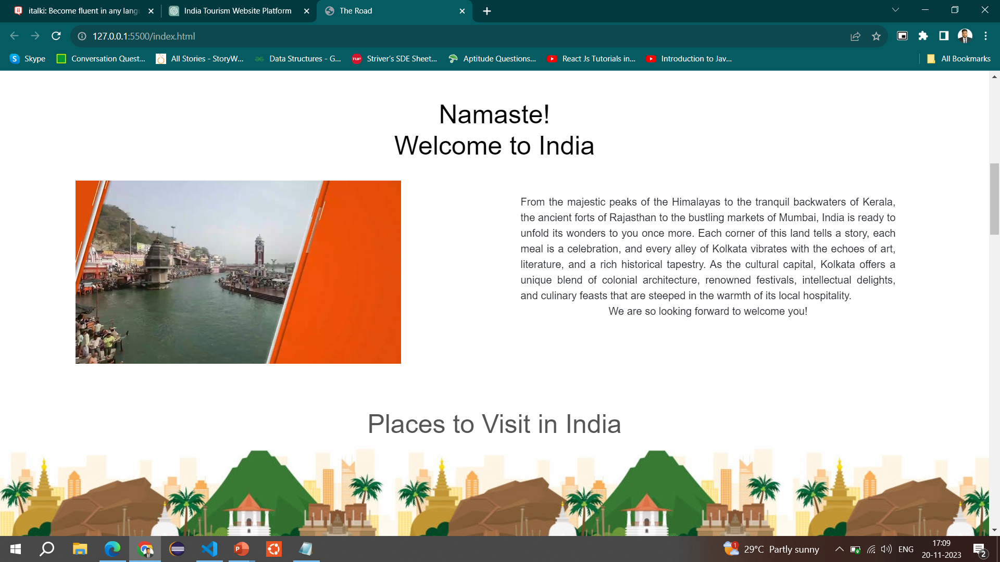 italki: Become fluent in any langu
India Tourism Website Platform
The Road
127.0.0.1:5500/index.html
Skype
Conversation Quest...
All Stories - StoryW...
Data Structures - G...
Striver's SDE Sheet...
Aptitude Questions...
React Js Tutorials in...
Introduction to Jav...
All Bookmarks
Namaste!
Welcome to India
From the majestic peaks of the Himalayas to the tranquil backwaters of Kerala,
the ancient forts of Rajasthan to the bustling markets of Mumbai, India is ready to
unfold its wonders to you once more. Each corner of this land tells a story, each
meal is a celebration, and every alley of Kolkata vibrates with the echoes of art,
literature, and a rich historical tapestry. As the cultural capital, Kolkata offers a
unique blend of colonial architecture, renowned festivals, intellectual delights,
and culinary feasts that are steeped in the warmth of its local hospitality.
We are so looking forward to welcome you!
Places to Visit in India
1
29°C Partly sunny
ENG
17:09
20-11-2023
2